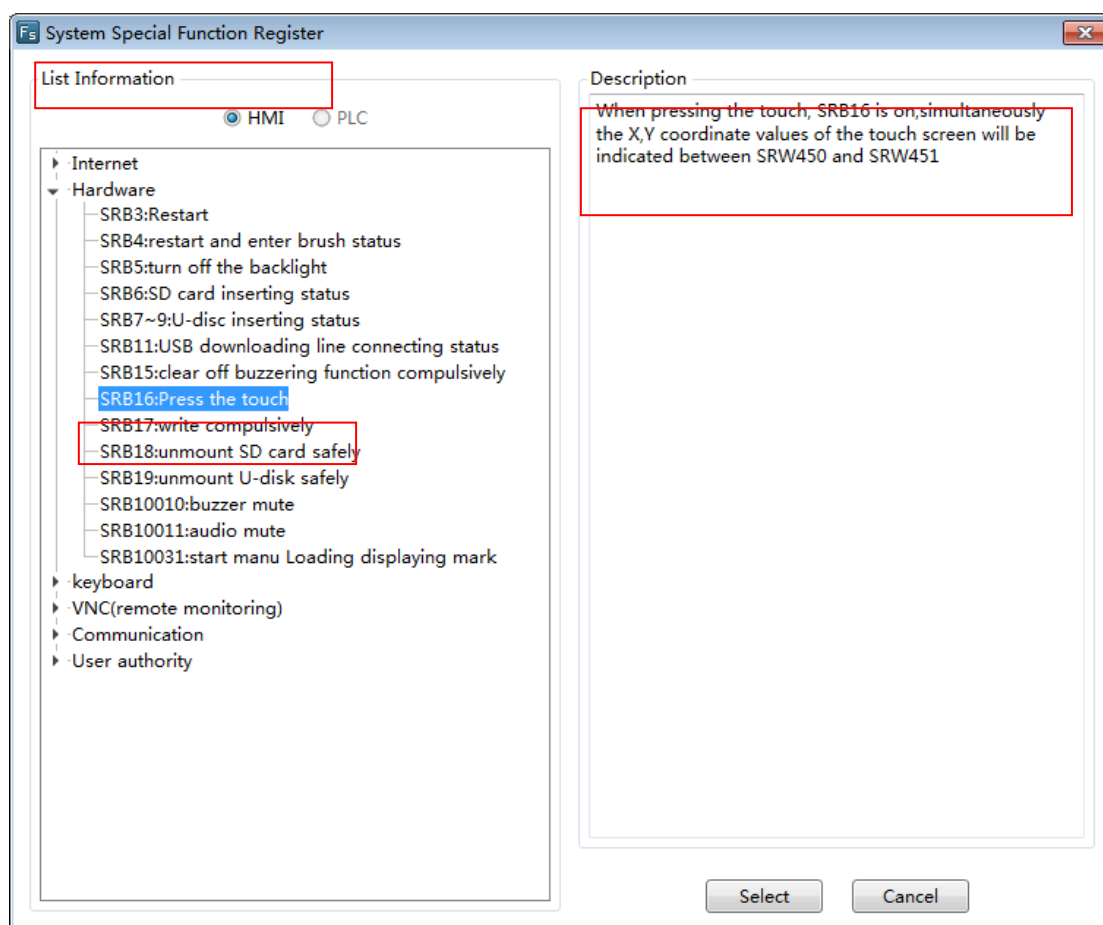 Fs System Special Function Register
List Information
HMI PLC
Internet
Hardware
SRB3:Restart
SRB4:restart and enter brush status
SRB5:turn off the backlight
SRB6:SD card inserting status
SRB7~9:U-disc inserting status
SRB11:USB downloading line connecting status
SRB15:clear off buzzering function compulsively
SRB16:Press the touch
SRB17:write compulsively
SRB18:unmount SD card safely
SRB19:unmount U-disk safely
SRB10010:buzzer mute
SRB10011:audio mute
SRB10031:start manu Loading displaying mark
keyboard
VNC(remote monitoring)
Communication
User authority
Description
When pressing the touch, SRB16 is on,simultaneously
the X,Y coordinate values of the touch screen will be
indicated between SRW450 and SRW451
Select Cancel